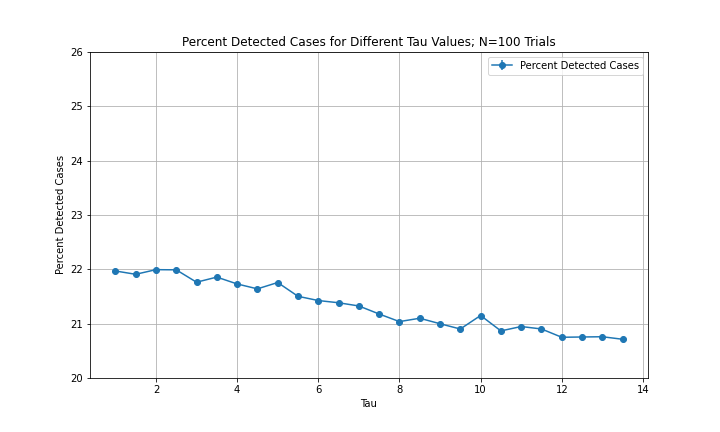 Percent Detected Cases for Different Tau Values; N=100 Trials
Percent Detected Cases
26
25
24
23
22
21
20
Percent Detected Cases
2 4 6 8 10 12 14
Tau